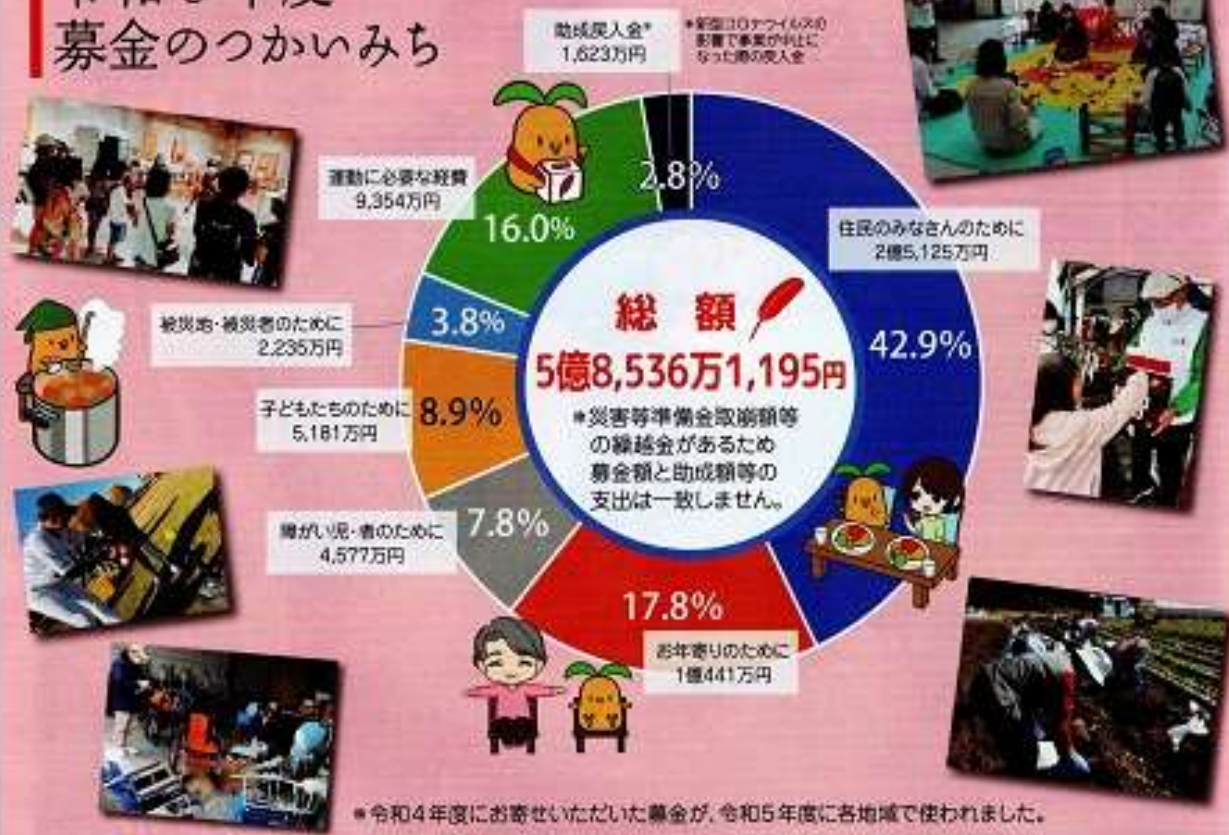 募金のつかいみち
助成戻入金*
1,623万円
*新型コロナウイルスの
影響で事業が中止に
なった際の戻入金
2.8%
運動に必要な経費
9,354万円
16.0%
住民のみなさんのために
2億5,125万円
42.9%
被災地・被災者のために
2,235万円
3.8%
総額
5億8,536万1,195円
*災害等準備金取崩額等
の繰越金があるため
募金額と助成額等の
支出は一致しません。
子どもたちのために
5,181万円
8.9%
障がい児・者のために
4,577万円
7.8%
17.8%
お年寄りのために
1億441万円
*令和4年度にお寄せいただいた募金が、令和5年度に各地域で使われました。